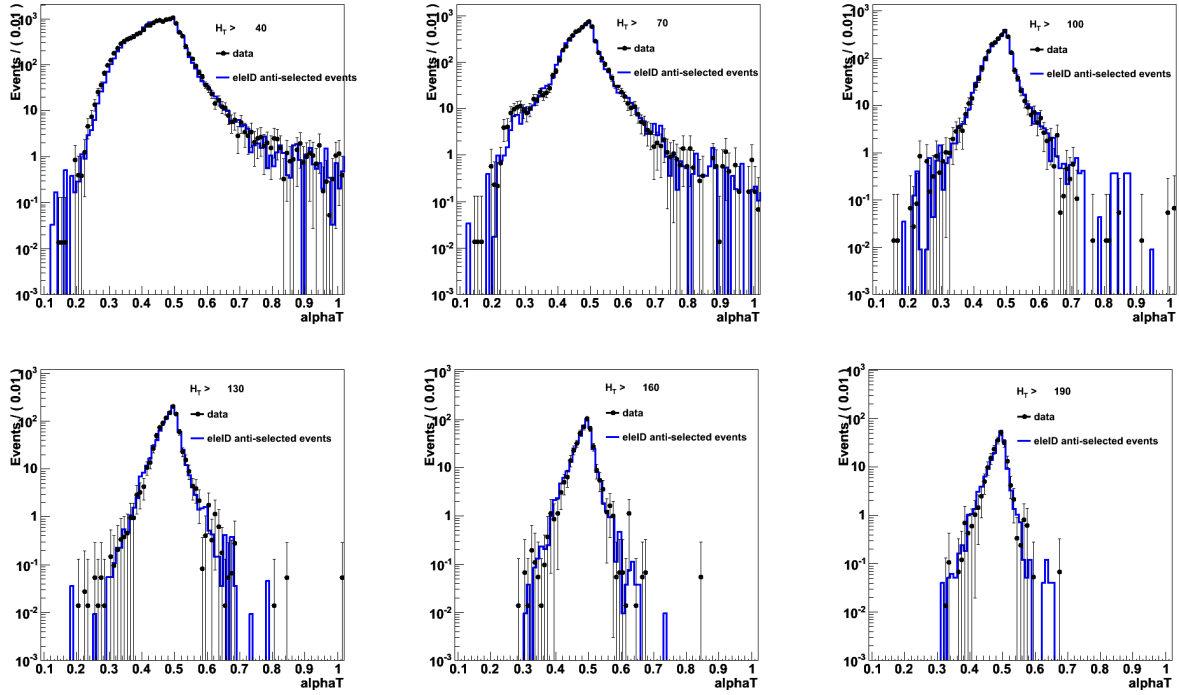 Events / ( 0.01 )
10³
10²
10
1
10⁻¹
10⁻²
10⁻³
H_T > 40
data
eleID anti-selected events
0.1 0.2 0.3 0.4 0.5 0.6 0.7 0.8 0.9 1
alphaT
Events / ( 0.01 )
10³
10²
10
1
10⁻¹
10⁻²
10⁻³
H_T > 70
data
eleID anti-selected events
0.1 0.2 0.3 0.4 0.5 0.6 0.7 0.8 0.9 1
alphaT
Events / ( 0.01 )
10³
10²
10
1
10⁻¹
10⁻²
10⁻³
H_T > 100
data
eleID anti-selected events
0.1 0.2 0.3 0.4 0.5 0.6 0.7 0.8 0.9 1
alphaT
Events / ( 0.01 )
10³
10²
10
1
10⁻¹
10⁻²
10⁻³
H_T > 130
data
eleID anti-selected events
0.1 0.2 0.3 0.4 0.5 0.6 0.7 0.8 0.9 1
alphaT
Events / ( 0.01 )
10³
10²
10
1
10⁻¹
10⁻²
10⁻³
H_T > 160
data
eleID anti-selected events
0.1 0.2 0.3 0.4 0.5 0.6 0.7 0.8 0.9 1
alphaT
Events / ( 0.01 )
10³
10²
10
1
10⁻¹
10⁻²
10⁻³
H_T > 190
data
eleID anti-selected events
0.1 0.2 0.3 0.4 0.5 0.6 0.7 0.8 0.9 1
alphaT